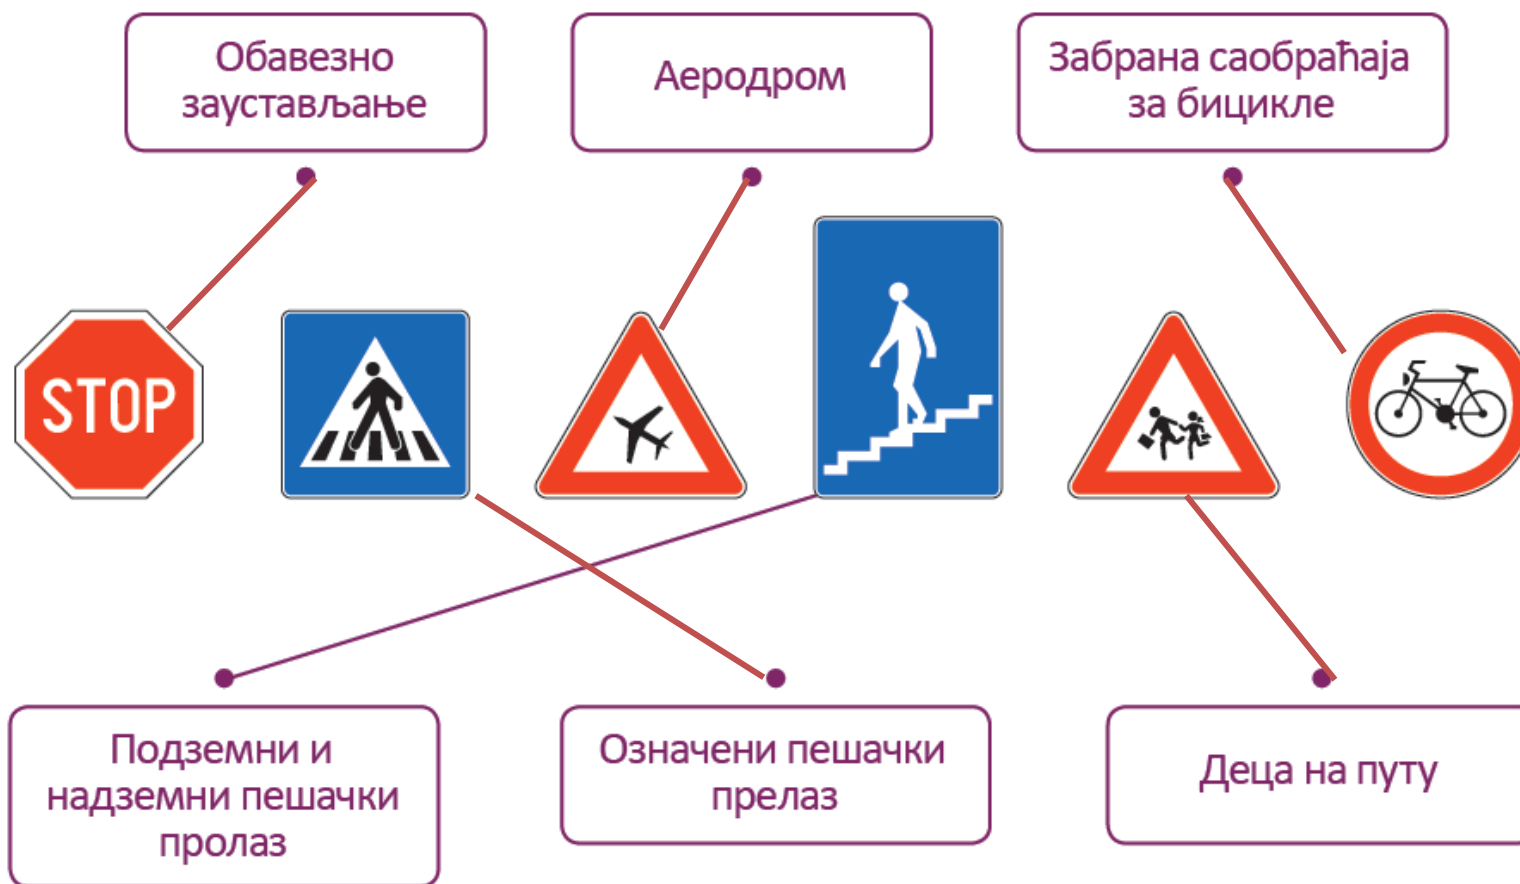 Обавезно
заустављање
Аеродром
Забрана саобраћаја
за бицикле
STOP
Подземни и
надземни пешачки
пролаз
Означени пешачки
прелаз
Деца на путу